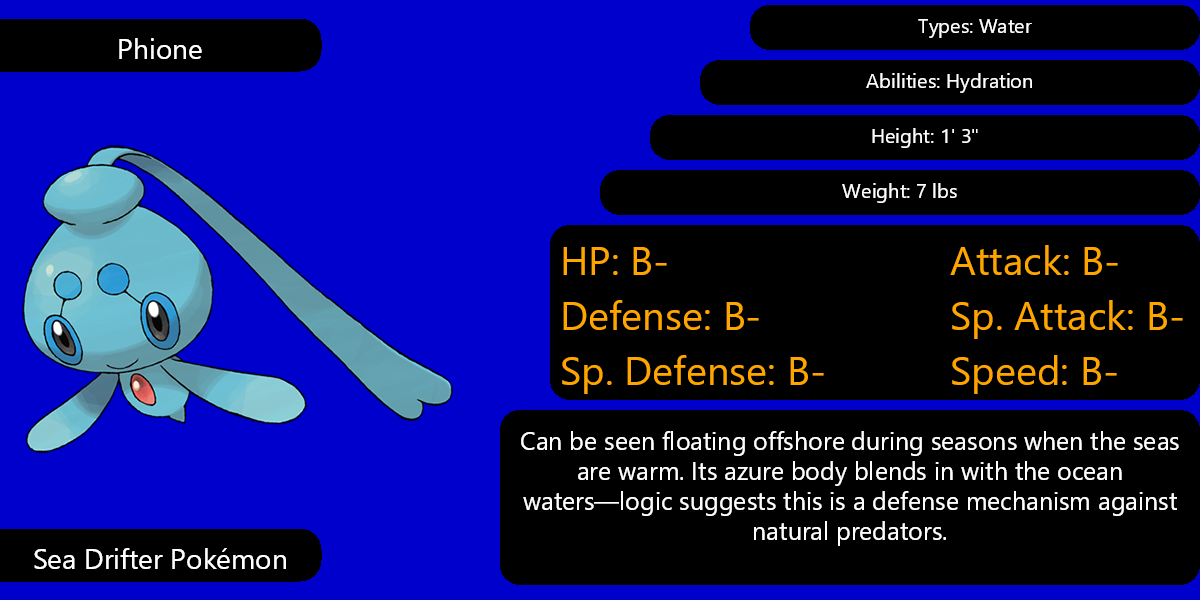 Phione
Types: Water
Abilities: Hydration
Height: 1' 3"
Weight: 7 lbs
HP: B-
Attack: B-
Defense: B-
Sp. Attack: B-
Sp. Defense: B-
Speed: B-
Can be seen floating offshore during seasons when the seas
are warm. Its azure body blends in with the ocean
waters—logic suggests this is a defense mechanism against
natural predators.
Sea Drifter Pokémon